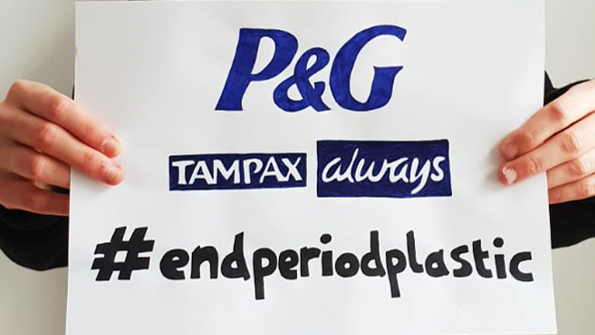 P&G
TAMPAX always
#endperiodplastic